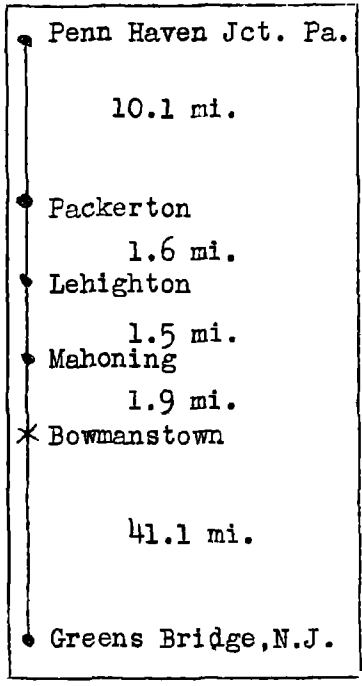 Penn Haven Jct. Pa.
10.1 mi.
Packerton
1.6 mi.
Lehighton
1.5 mi.
Mahoning
1.9 mi.
Bowmanstown
41.1 mi.
Greens Bridge,N.J.